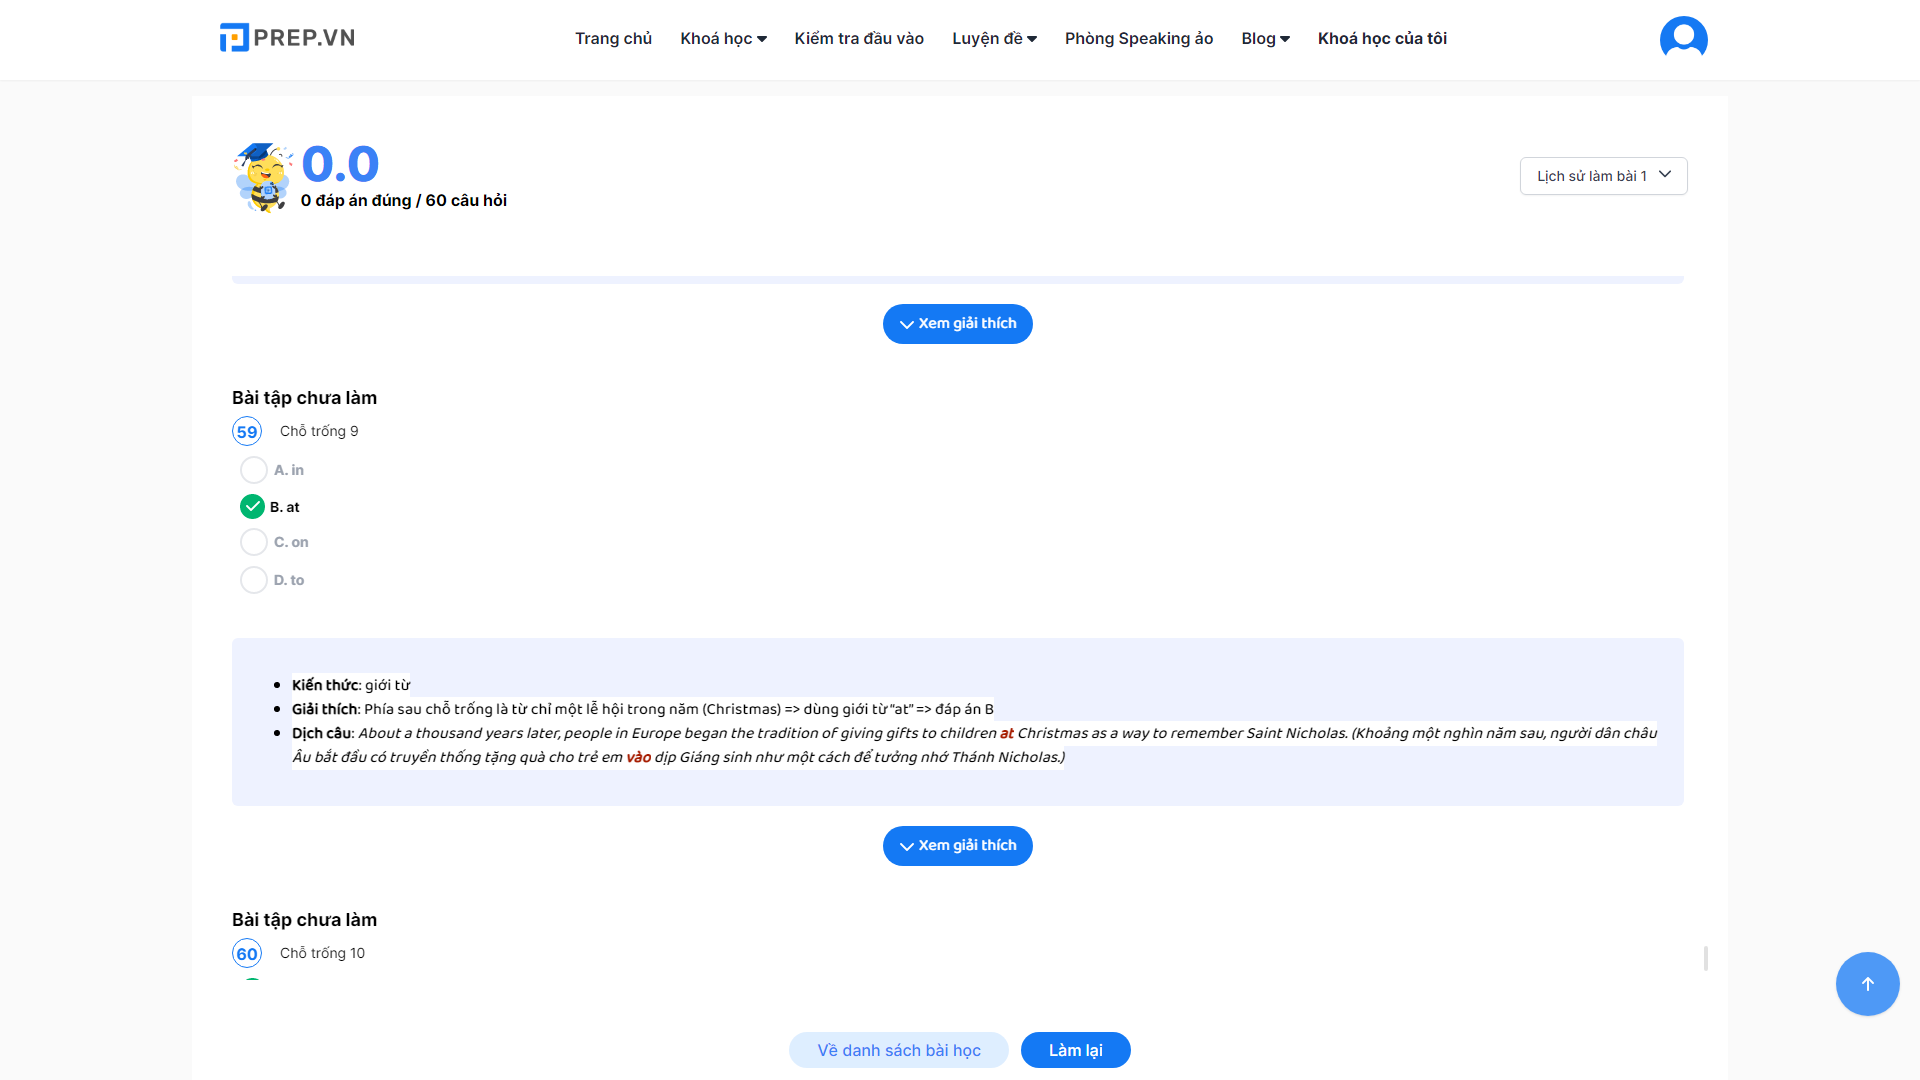 PREP.VN
Trang chủ
Khoá học
Kiểm tra đầu vào
Luyện đề
Phòng Speaking ảo
Blog
Khoá học của tôi
0.0
0 đáp án đúng / 60 câu hỏi
Lịch sử làm bài 1
Xem giải thích
Bài tập chưa làm
59 Chỗ trống 9
A. in
B. at
C. on
D. to
Kiến thức: giới từ
Giải thích: Phía sau chỗ trống là từ chỉ một lễ hội trong năm (Christmas) => dùng giới từ “at” => đáp án B
Dịch câu: About a thousand years later, people in Europe began the tradition of giving gifts to children at Christmas as a way to remember Saint Nicholas. (Khoảng một nghìn năm sau, người dân châu
Âu bắt đầu có truyền thống tặng quà cho trẻ em vào dịp Giáng sinh như một cách để tưởng nhớ Thánh Nicholas.)
Xem giải thích
Bài tập chưa làm
60 Chỗ trống 10
Về danh sách bài học
Làm lại